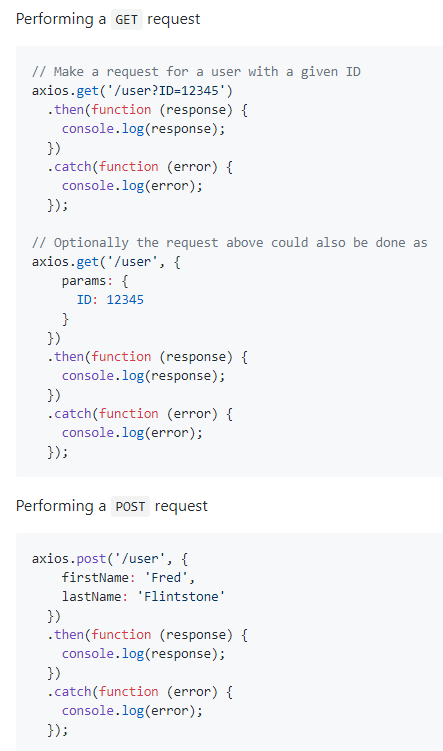 Performing a GET request
// Make a request for a user with a given ID
axios.get('/user?ID=12345')
  .then(function (response) {
    console.log(response);
  })
  .catch(function (error) {
    console.log(error);
  });
// Optionally the request above could also be done as
axios.get('/user', {
    params: {
      ID: 12345
    }
  })
  .then(function (response) {
    console.log(response);
  })
  .catch(function (error) {
    console.log(error);
  });
Performing a POST request
axios.post('/user', {
    firstName: 'Fred',
    lastName: 'Flintstone'
  })
  .then(function (response) {
    console.log(response);
  })
  .catch(function (error) {
    console.log(error);
  });